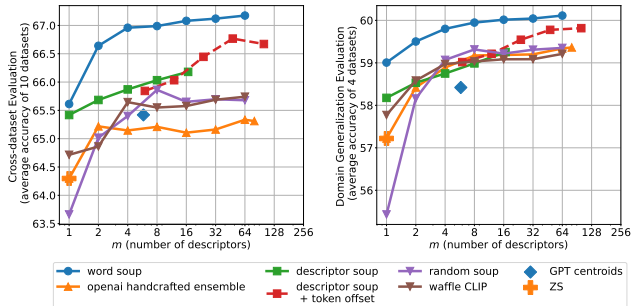 Cross-dataset Evaluation
(average accuracy of 10 datasets)
67.0
66.5
66.0
65.5
65.0
64.5
64.0
63.5
1 2 4 8 16 32 64 128 256
m (number of descriptors)
Domain Generalization Evaluation
(average accuracy of 4 datasets)
60
59
58
57
56
1 2 4 8 16 32 64 128 256
m (number of descriptors)
word soup
openai handcrafted ensemble
descriptor soup
descriptor soup
+ token offset
random soup
waffle CLIP
GPT centroids
ZS